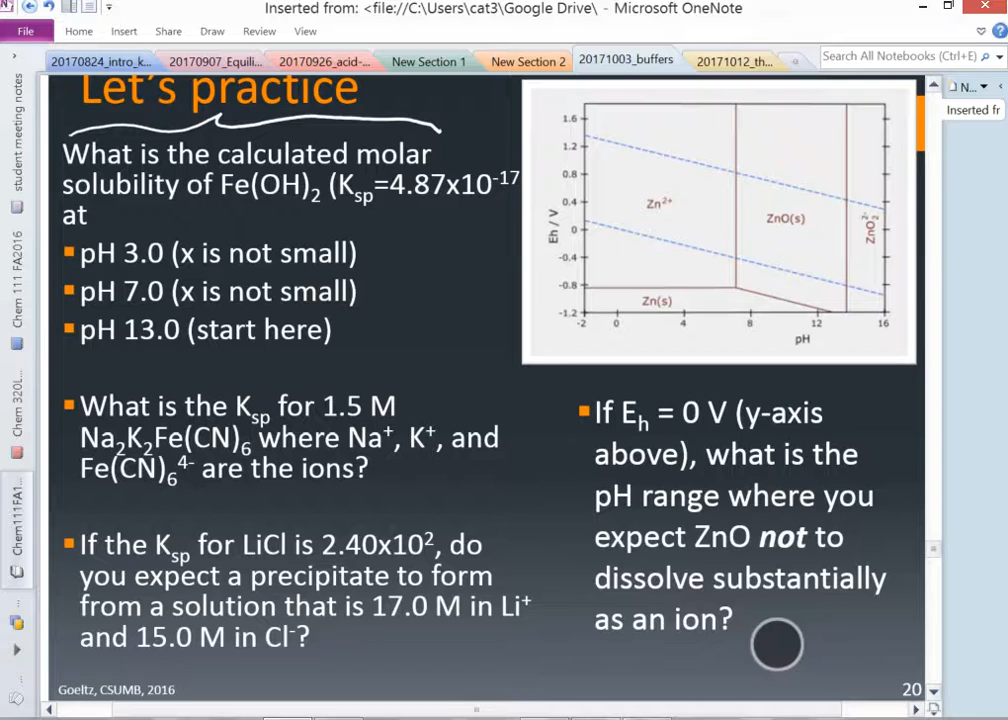 Inserted from: <file://C:\Users\cat3\Google Drive\ - Microsoft OneNote
File Home Insert Share Draw Review View
20170824_intro_k... 20170907_Equili... 20170926_acid-... New Section 1 New Section 2 20171003_buffers 20171012_th... Search All Notebooks (Ctrl+E)
N...
Inserted fr
student meeting notes
Chem 111 FA2016
Chem 320L
Chem111FA1
Let's practice
What is the calculated molar
solubility of Fe(OH)₂ (Kₛₚ=4.87x10⁻¹⁷
at
pH 3.0 (x is not small)
pH 7.0 (x is not small)
pH 13.0 (start here)
What is the Kₛₚ for 1.5 M
Na₂K₂Fe(CN)₆ where Na⁺, K⁺, and
Fe(CN)₆⁴⁻ are the ions?
If the Kₛₚ for LiCl is 2.40x10², do
you expect a precipitate to form
from a solution that is 17.0 M in Li⁺
and 15.0 M in Cl⁻?
Eh / V
1.6
1.2
0.8
0.4
0
-0.4
-0.8
-1.2
Zn²⁺
ZnO(s)
ZnO₂²⁻
Zn(s)
-2 0 4 8 12 16
pH
If Eₕ = 0 V (y-axis
above), what is the
pH range where you
expect ZnO not to
dissolve substantially
as an ion?
Goeltz, CSUMB, 2016
20